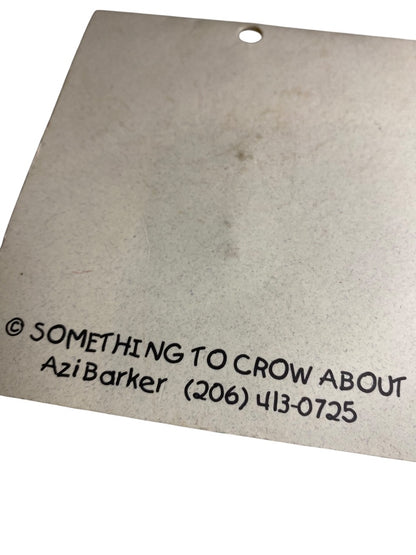 © SOMETHING TO CROW ABOUT
Azi Barker (206) 413-0725